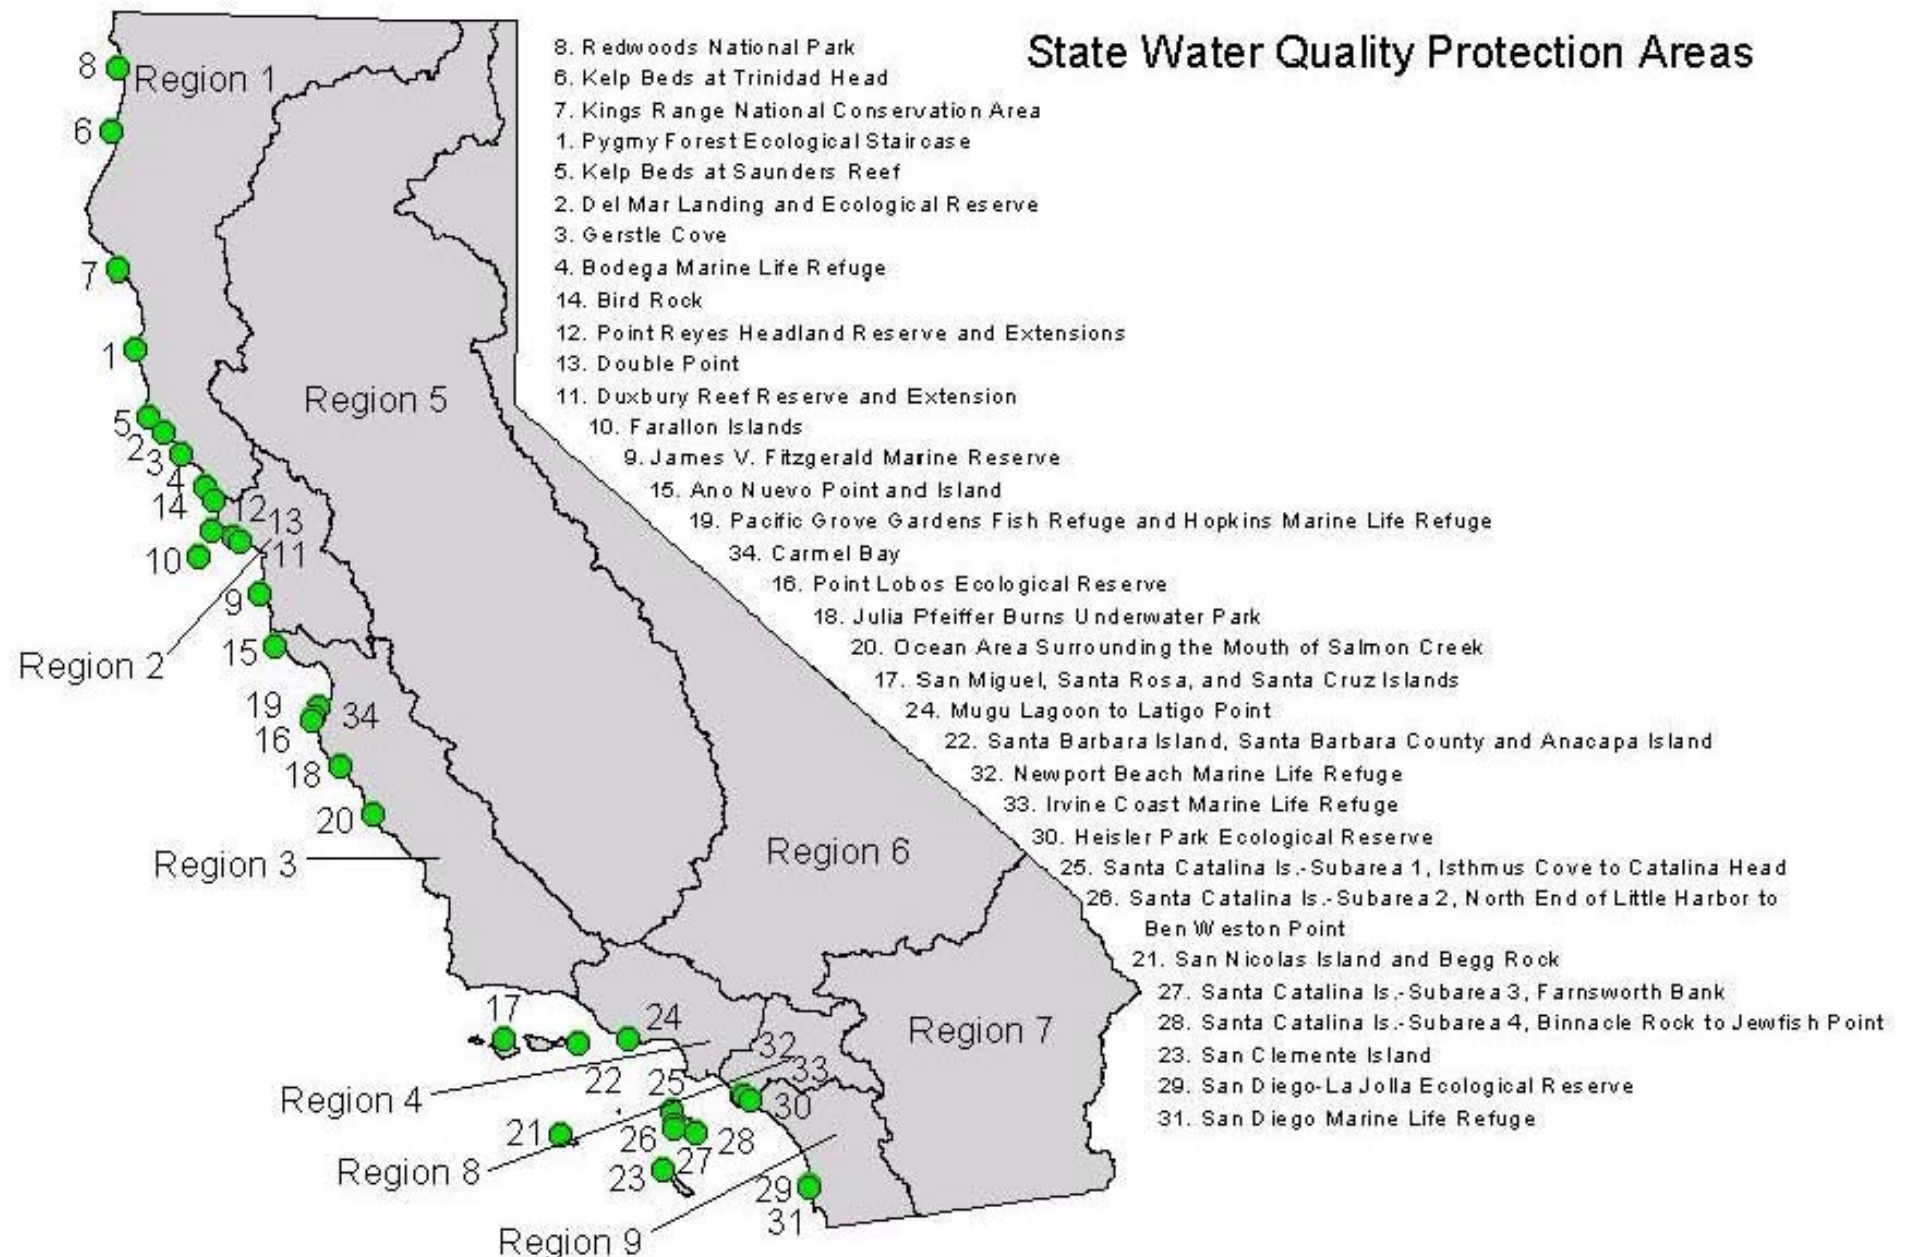 State Water Quality Protection Areas
8. Redwoods National Park
6. Kelp Beds at Trinidad Head
7. Kings Range National Conservation Area
1. Pygmy Forest Ecological Staircase
5. Kelp Beds at Saunders Reef
2. Del Mar Landing and Ecological Reserve
3. Gerstle Cove
4. Bodega Marine Life Refuge
14. Bird Rock
12. Point Reyes Headland Reserve and Extensions
13. Double Point
11. Duxbury Reef Reserve and Extension
10. Farallon Islands
9. James V. Fitzgerald Marine Reserve
15. Ano Nuevo Point and Island
19. Pacific Grove Gardens Fish Refuge and Hopkins Marine Life Refuge
34. Carmel Bay
16. Point Lobos Ecological Reserve
18. Julia Pfeiffer Burns Underwater Park
20. Ocean Area Surrounding the Mouth of Salmon Creek
17. San Miguel, Santa Rosa, and Santa Cruz Islands
24. Mugu Lagoon to Latigo Point
22. Santa Barbara Island, Santa Barbara County and Anacapa Island
32. Newport Beach Marine Life Refuge
33. Irvine Coast Marine Life Refuge
30. Heisler Park Ecological Reserve
25. Santa Catalina Is.-Subarea 1, Isthmus Cove to Catalina Head
26. Santa Catalina Is.-Subarea 2, North End of Little Harbor to
Ben Weston Point
21. San Nicolas Island and Begg Rock
27. Santa Catalina Is.-Subarea 3, Farnsworth Bank
28. Santa Catalina Is.-Subarea 4, Binnacle Rock to Jewfish Point
23. San Clemente Island
29. San Diego-La Jolla Ecological Reserve
31. San Diego Marine Life Refuge
8
Region 1
6
7
1
Region 5
5
2
3
4
14
12
13
10
11
9
15
Region 2
19
34
16
18
20
Region 3
Region 6
17
24
Region 7
32
33
22
25
Region 4
30
21
26
28
27
Region 8
23
29
31
Region 9